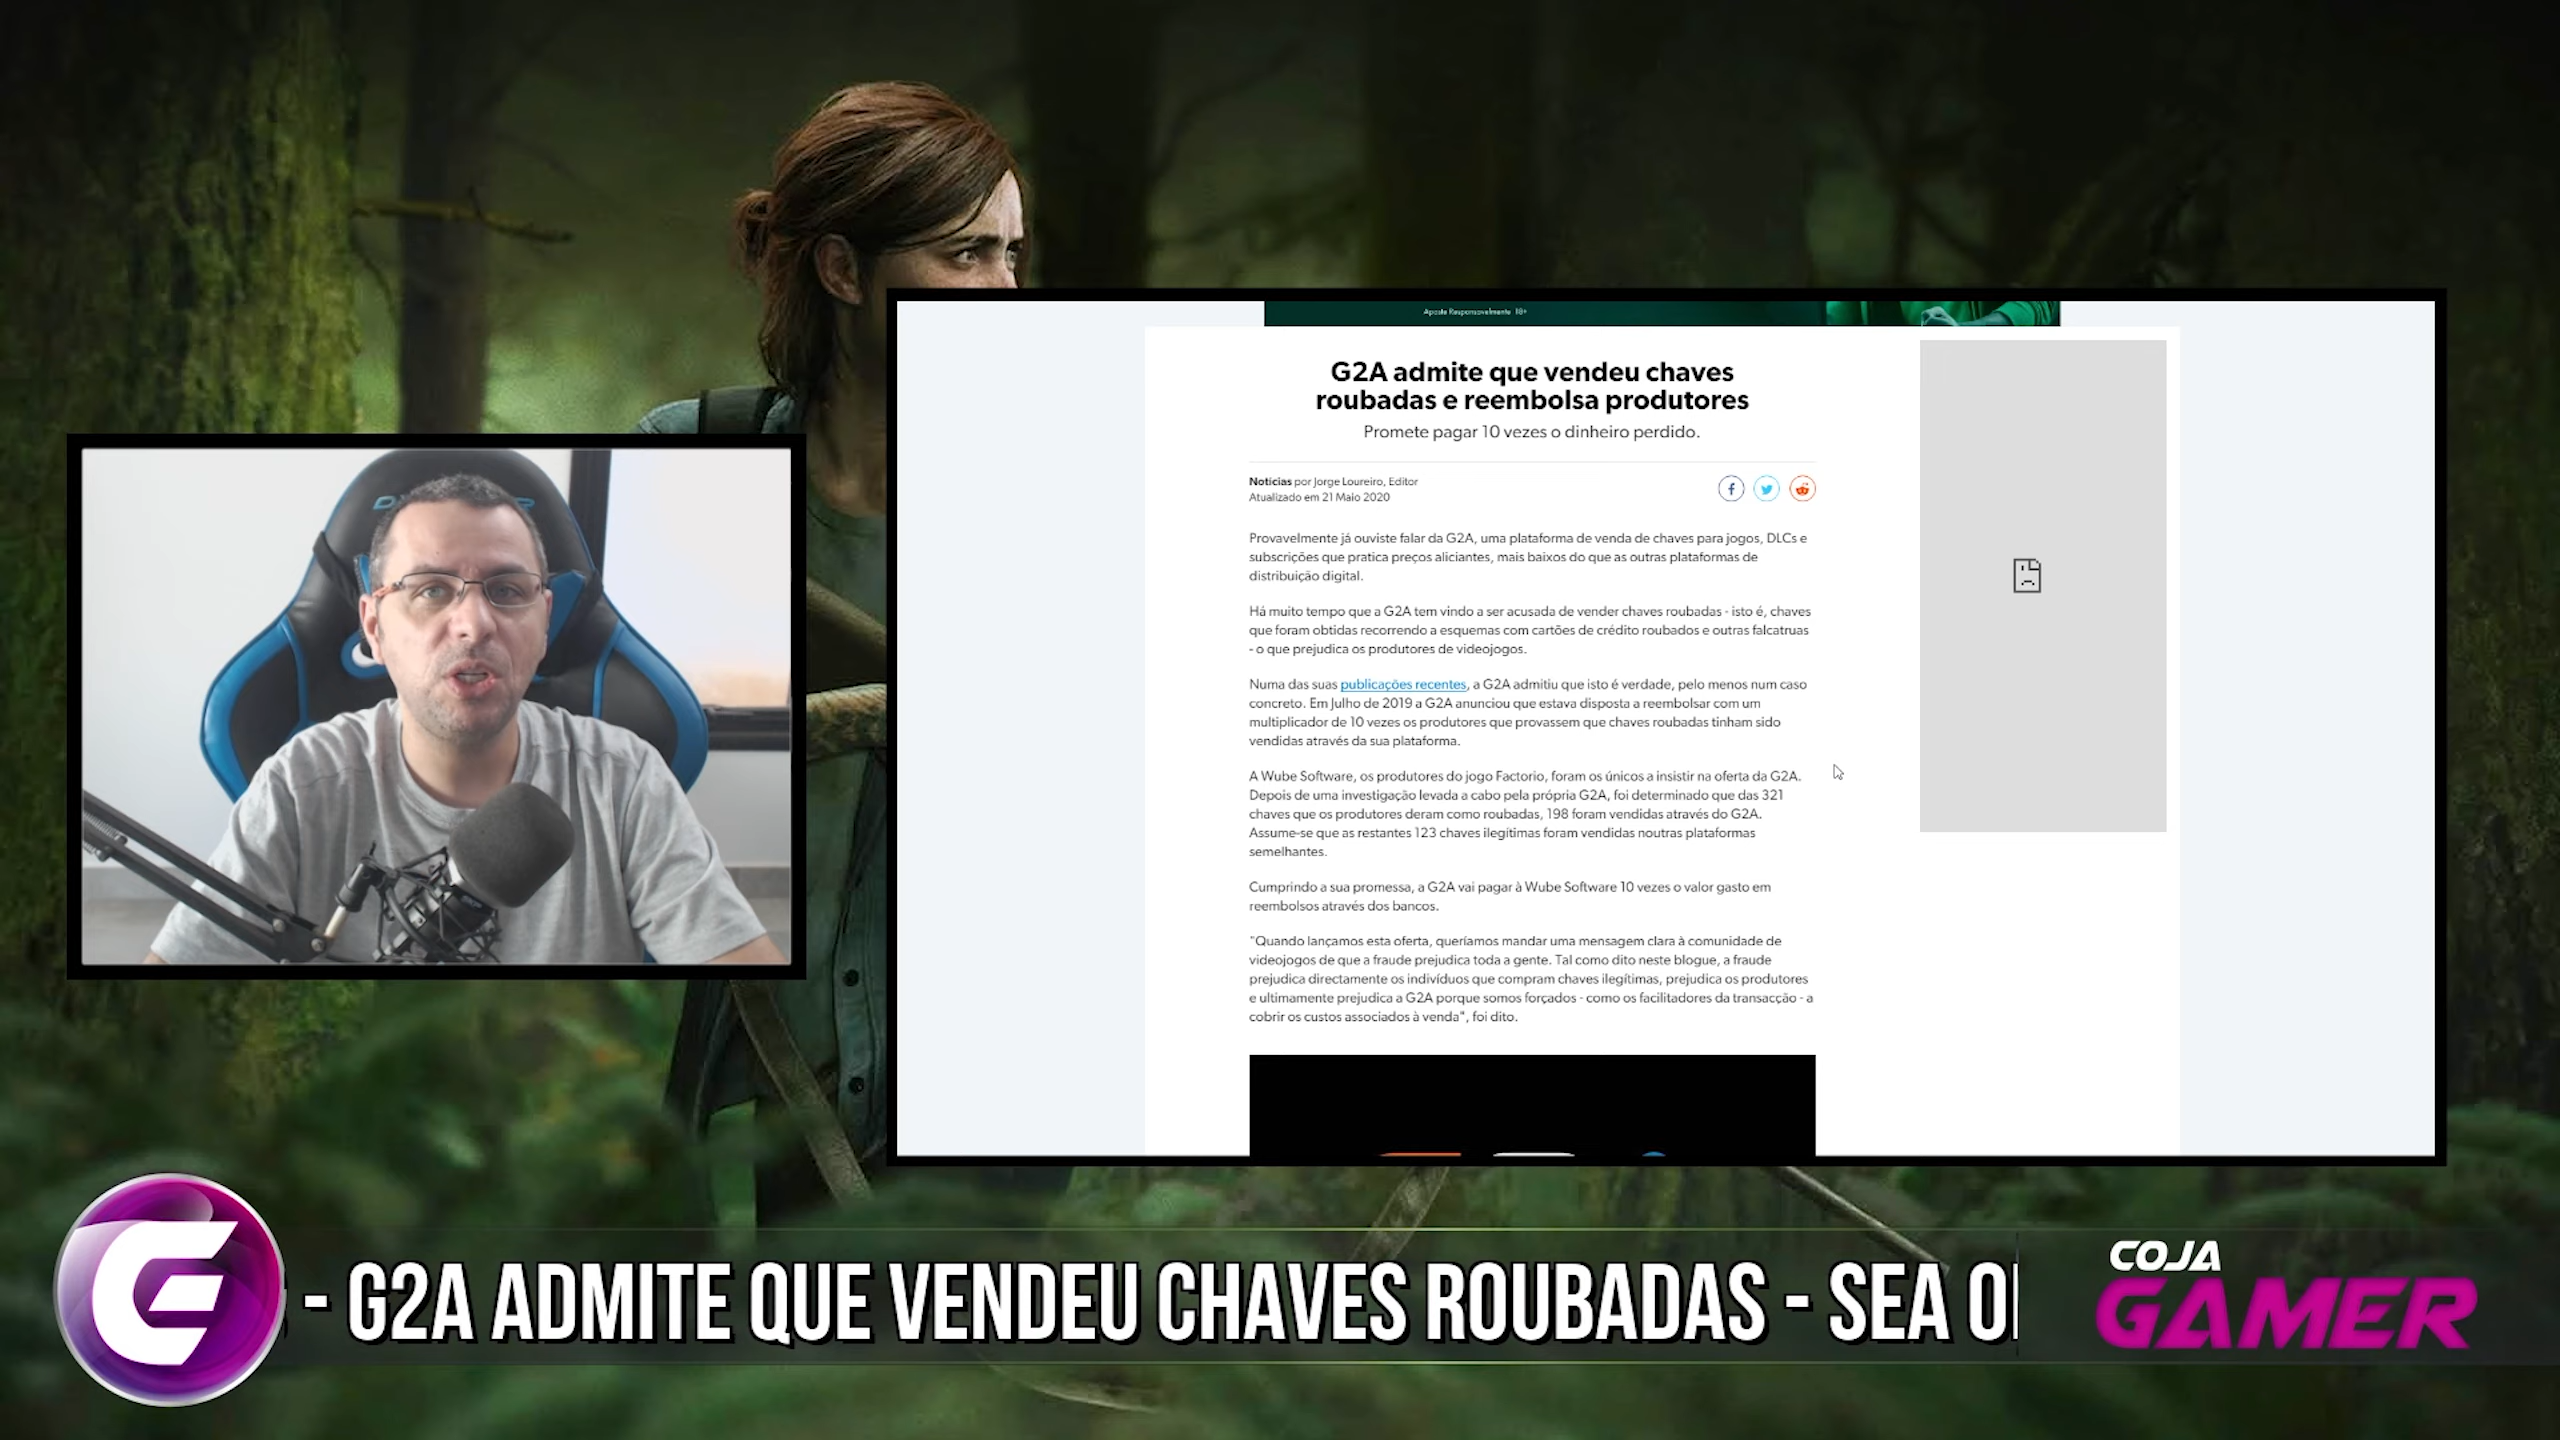 Aposte Responsavelmente 18+
G2A admite que vendeu chaves
roubadas e reembolsa produtores
Promete pagar 10 vezes o dinheiro perdido.
Notícias por Jorge Loureiro, Editor
Atualizado em 21 Maio 2020
Provavelmente já ouviste falar da G2A, uma plataforma de venda de chaves para jogos, DLCs e
subscrições que pratica preços aliciantes, mais baixos do que as outras plataformas de
distribuição digital.
Há muito tempo que a G2A tem vindo a ser acusada de vender chaves roubadas - isto é, chaves
que foram obtidas recorrendo a esquemas com cartões de crédito roubados e outras falcatruas
- o que prejudica os produtores de videojogos.
Numa das suas publicações recentes, a G2A admitiu que isto é verdade, pelo menos num caso
concreto. Em Julho de 2019 a G2A anunciou que estava disposta a reembolsar com um
multiplicador de 10 vezes os produtores que provassem que chaves roubadas tinham sido
vendidas através da sua plataforma.
A Wube Software, os produtores do jogo Factorio, foram os únicos a insistir na oferta da G2A.
Depois de uma investigação levada a cabo pela própria G2A, foi determinado que das 321
chaves que os produtores deram como roubadas, 198 foram vendidas através do G2A.
Assume-se que as restantes 123 chaves ilegítimas foram vendidas noutras plataformas
semelhantes.
Cumprindo a sua promessa, a G2A vai pagar à Wube Software 10 vezes o valor gasto em
reembolsos através dos bancos.
"Quando lançamos esta oferta, queríamos mandar uma mensagem clara à comunidade de
videojogos de que a fraude prejudica toda a gente. Tal como dito neste blogue, a fraude
prejudica directamente os indivíduos que compram chaves ilegítimas, prejudica os produtores
e ultimamente prejudica a G2A porque somos forçados - como os facilitadores da transacção - a
cobrir os custos associados à venda", foi dito.
- G2A ADMITE QUE VENDEU CHAVES ROUBADAS - SEA
COJA
GAMER